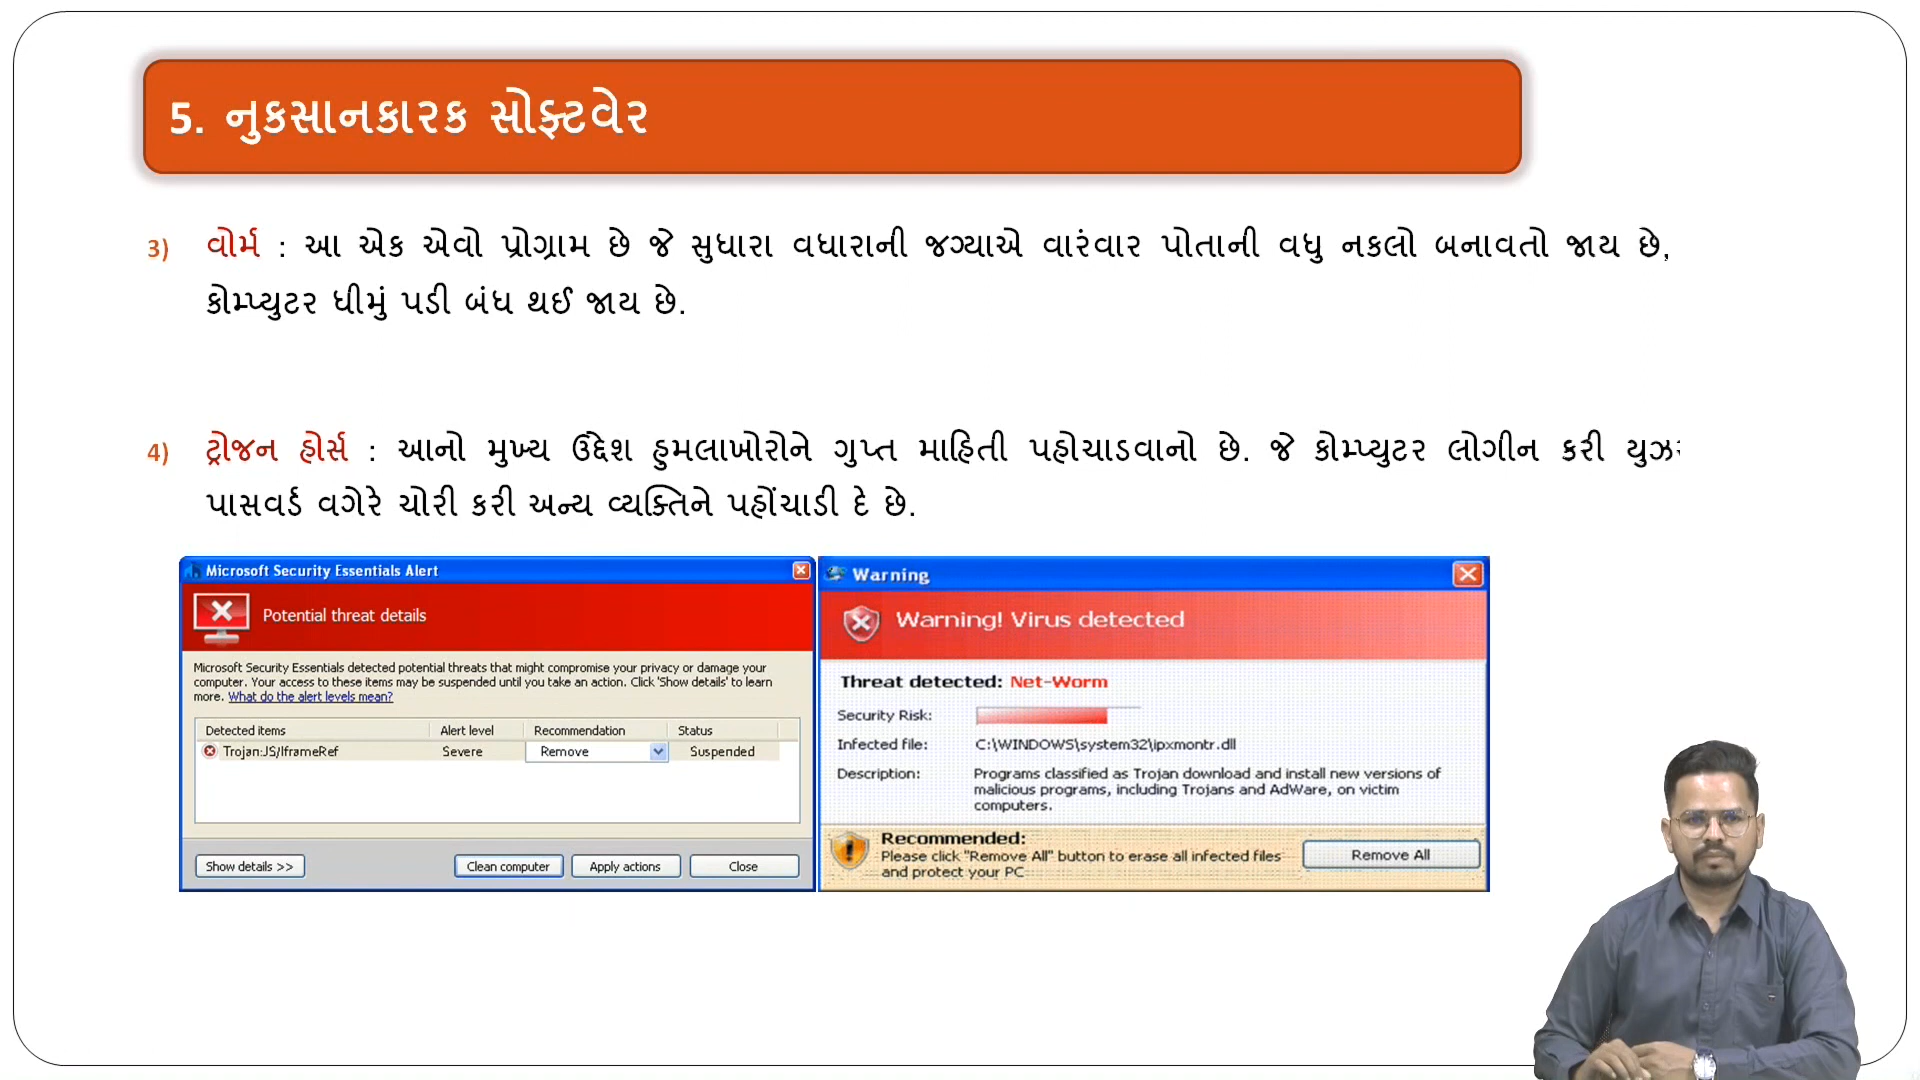 5. નુકસાનકારક સોફ્ટવેર
3) વોર્મ : આ એક એવો પ્રોગ્રામ છે જે સુધારા વધારાની જગ્યાએ વારંવાર પોતાની વધુ નકલો બનાવતો જાય છે,
કોમ્પ્યુટર ધીમું પડી બંધ થઈ જાય છે.
4) ટ્રોજન હોર્સ : આનો મુખ્ય ઉદ્દેશ હુમલાખોરોને ગુપ્ત માહિતી પહોચાડવાનો છે. જે કોમ્પ્યુટર લોગીન કરી
પાસવર્ડ વગેરે ચોરી કરી અન્ય વ્યક્તિને પહોંચાડી દે છે.
Microsoft Security Essentials Alert
Potential threat details
Microsoft Security Essentials detected potential threats that might compromise your privacy or damage your
computer. Your access to these items may be suspended until you take an action. Click 'Show details' to learn
more. What do the alert levels mean?
Detected items Alert level Recommendation Status
Trojan:JS/IframeRef Severe Remove Suspended
Show details >> Clean computer Apply actions Close
Warning
Warning! Virus detected
Threat detected: Net-Worm
Security Risk:
Infected file: C:\WINDOWS\system32\ipxmontr.dll
Description: Programs classified as Trojan download and install new versions of
malicious programs, including Trojans and AdWare, on victim
computers.
Recommended:
Please click "Remove All" button to erase all infected files
and protect your PC
Remove All